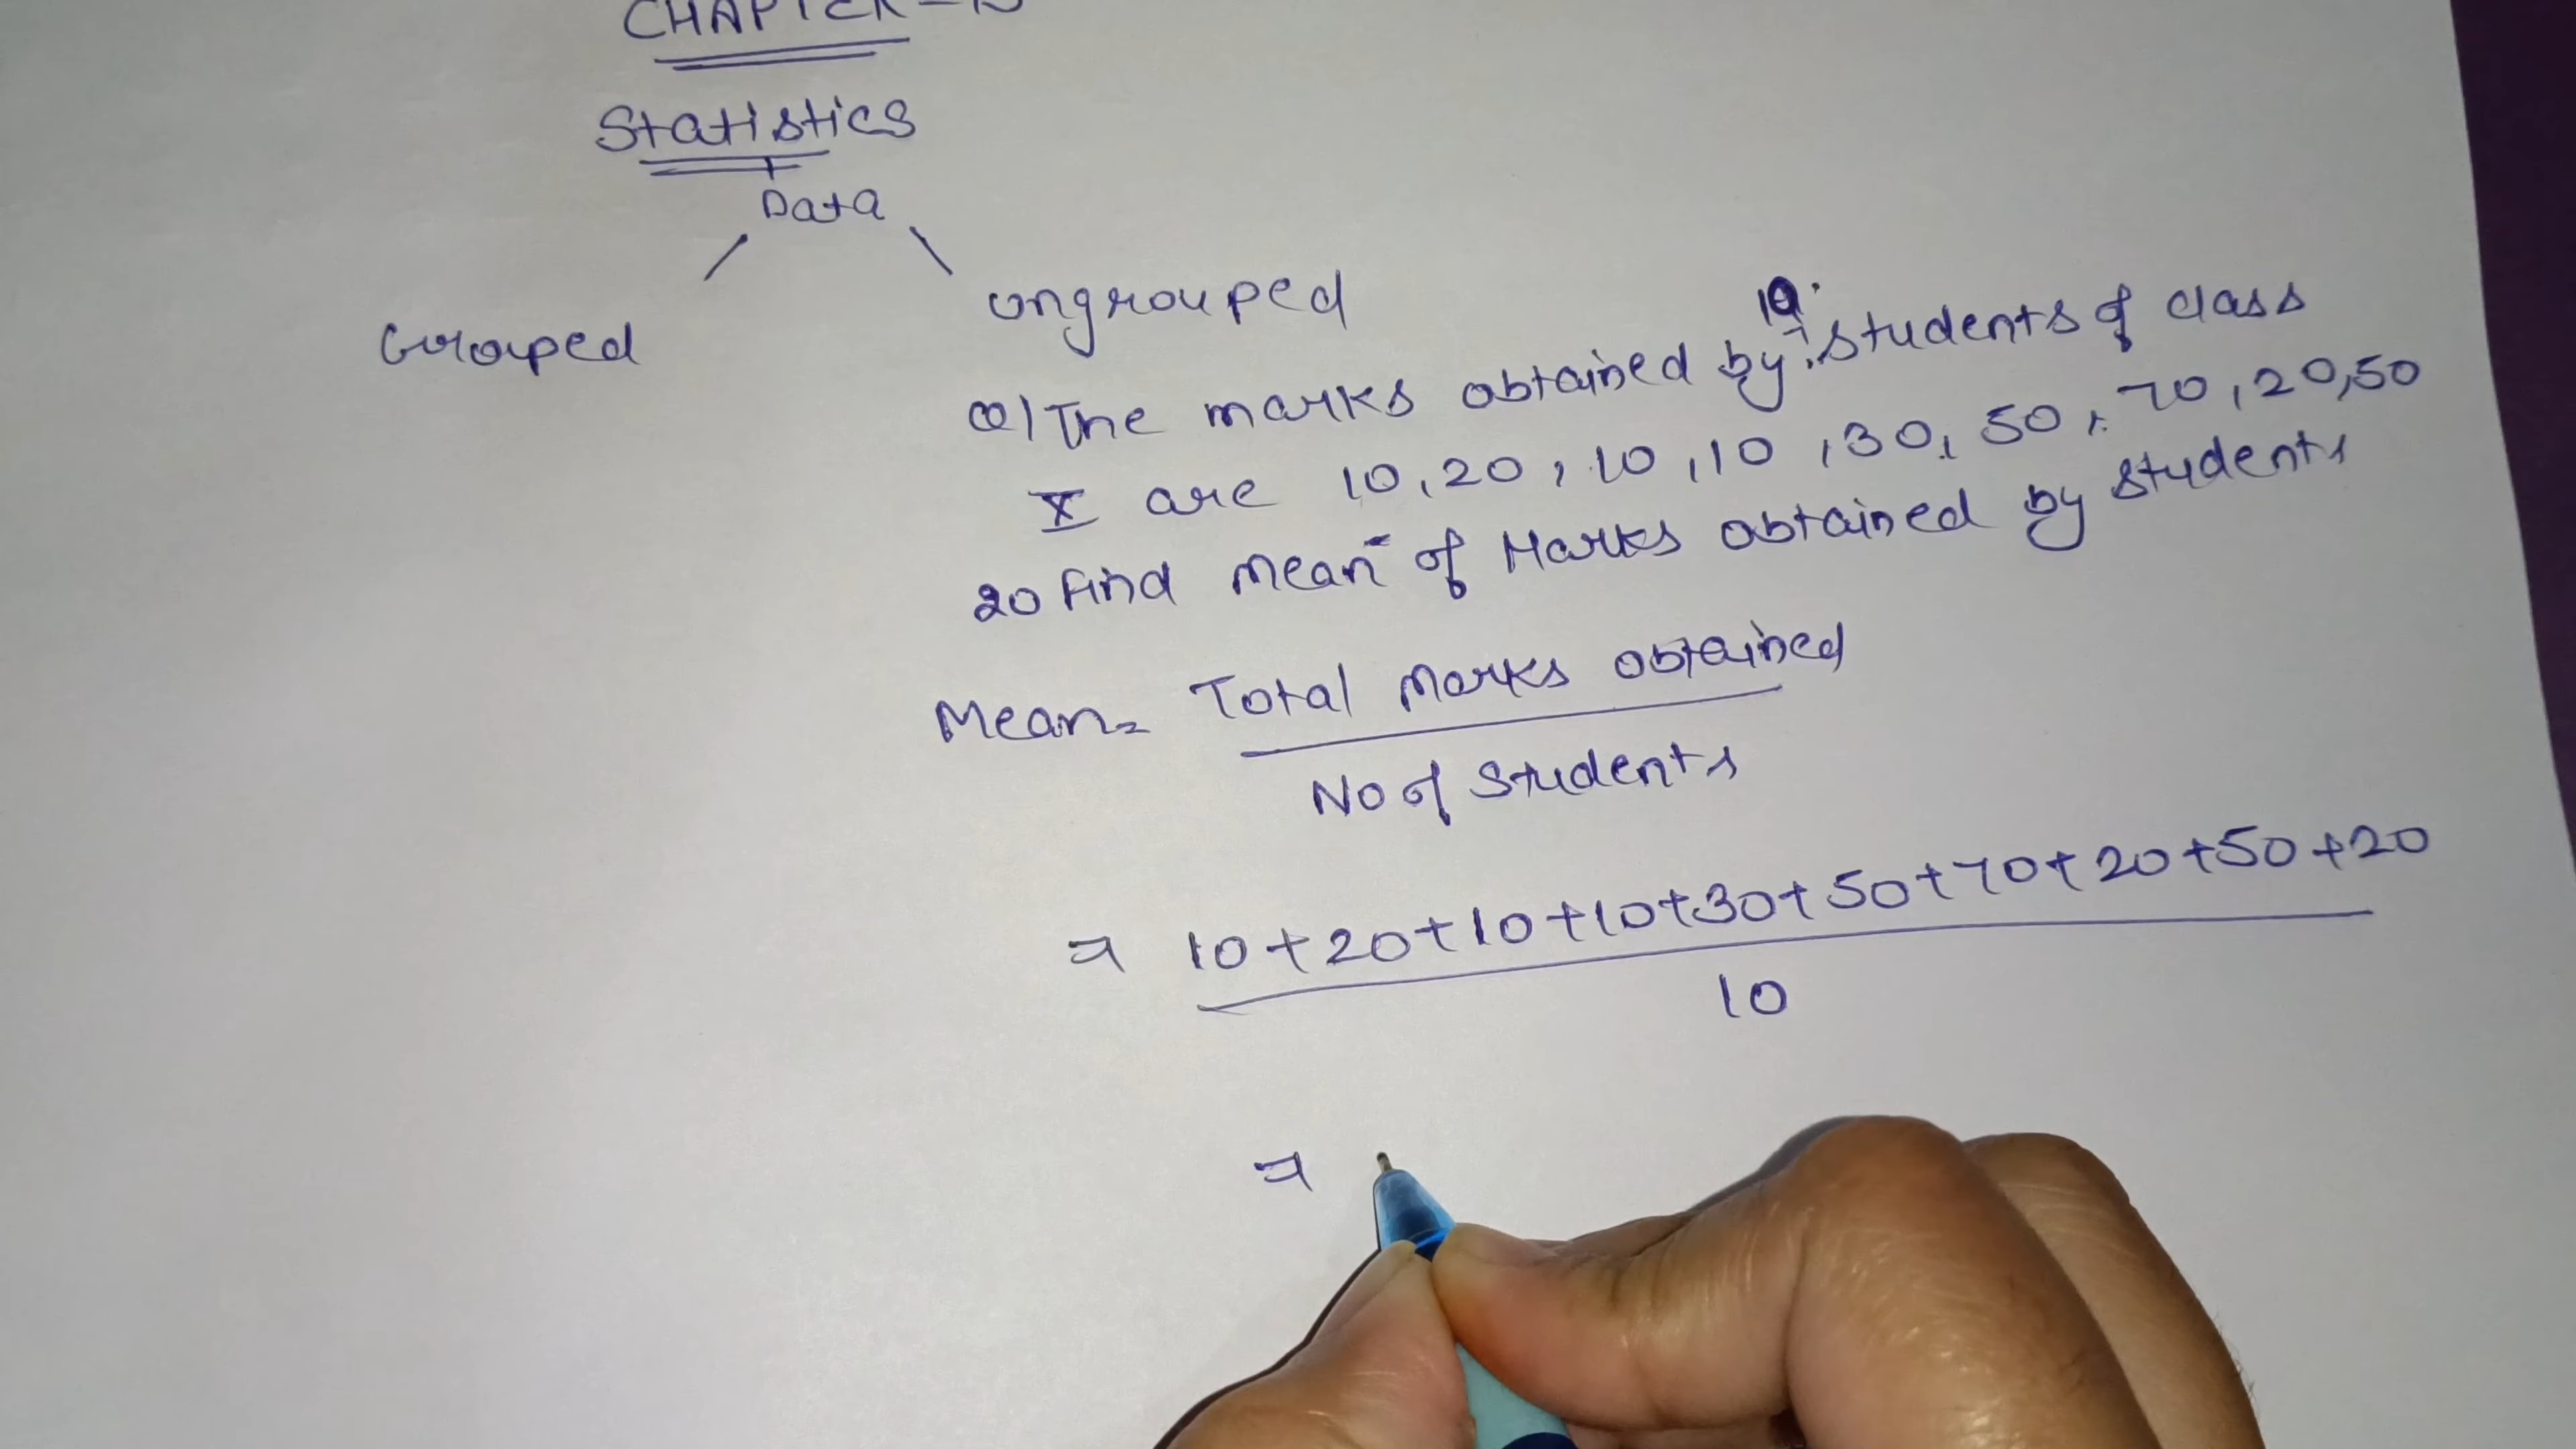 CHAPTER -
Statistics
Data
Grouped
Ungrouped
Q) The marks obtained by 10 students of class
X are 10, 20, 10, 10, 30, 50, 70, 20, 50
20 Find Mean of Marks obtained by students
Mean = Total Marks obtained
No of Students
⇒ 10 + 20 + 10 + 10 + 30 + 50 + 70 + 20 + 50 + 20
10
⇒